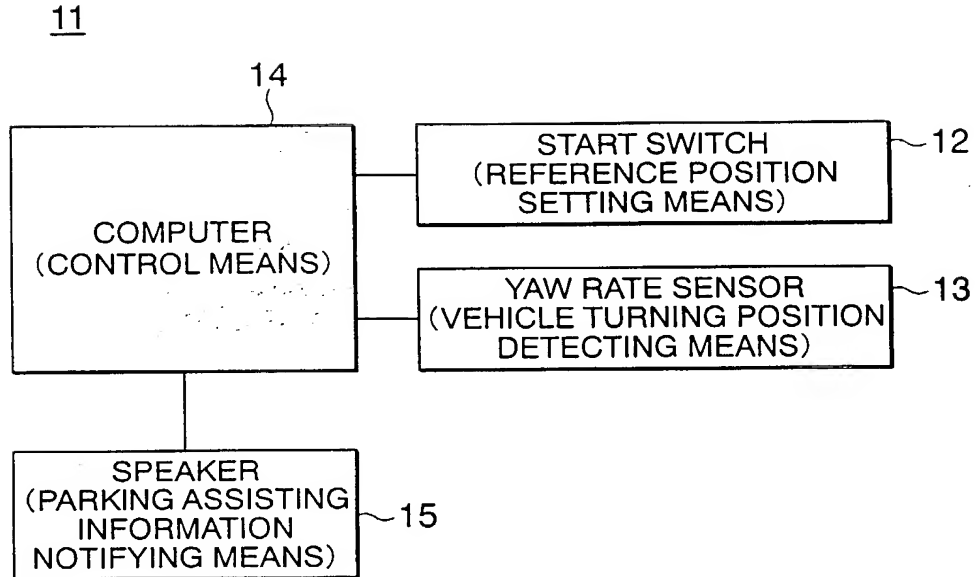 11
14
COMPUTER
(CONTROL MEANS)
START SWITCH
(REFERENCE POSITION
SETTING MEANS)
12
YAW RATE SENSOR
(VEHICLE TURNING POSITION
DETECTING MEANS)
13
SPEAKER
(PARKING ASSISTING
INFORMATION
NOTIFYING MEANS)
15